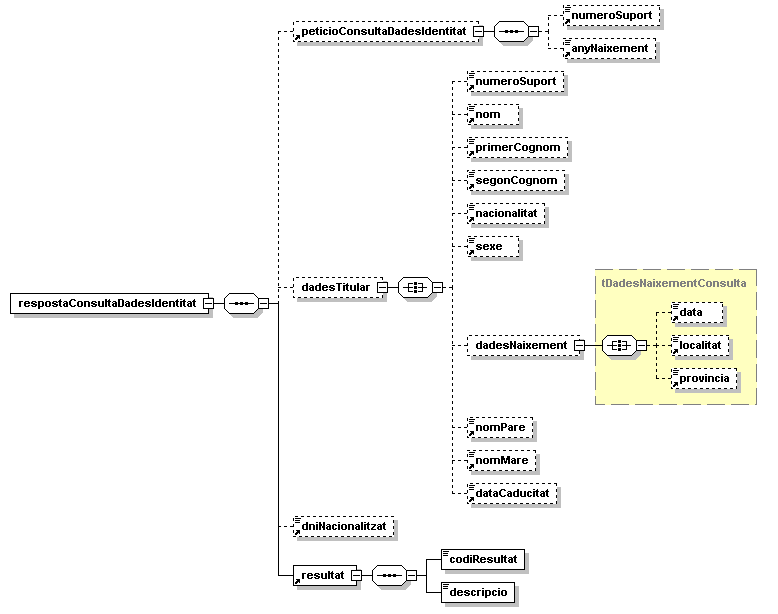 peticioConsultaDadesIdentitat
numeroSuport
anyNaixement
numeroSuport
nom
primerCognom
segonCognom
nacionalitat
sexe
dadesTitular
respostaConsultaDadesIdentitat
tDadesNaixementConsulta
data
dadesNaixement
localitat
provincia
nomPare
nomMare
dataCaducitat
dniNacionalitzat
resultat
codiResultat
descripcio